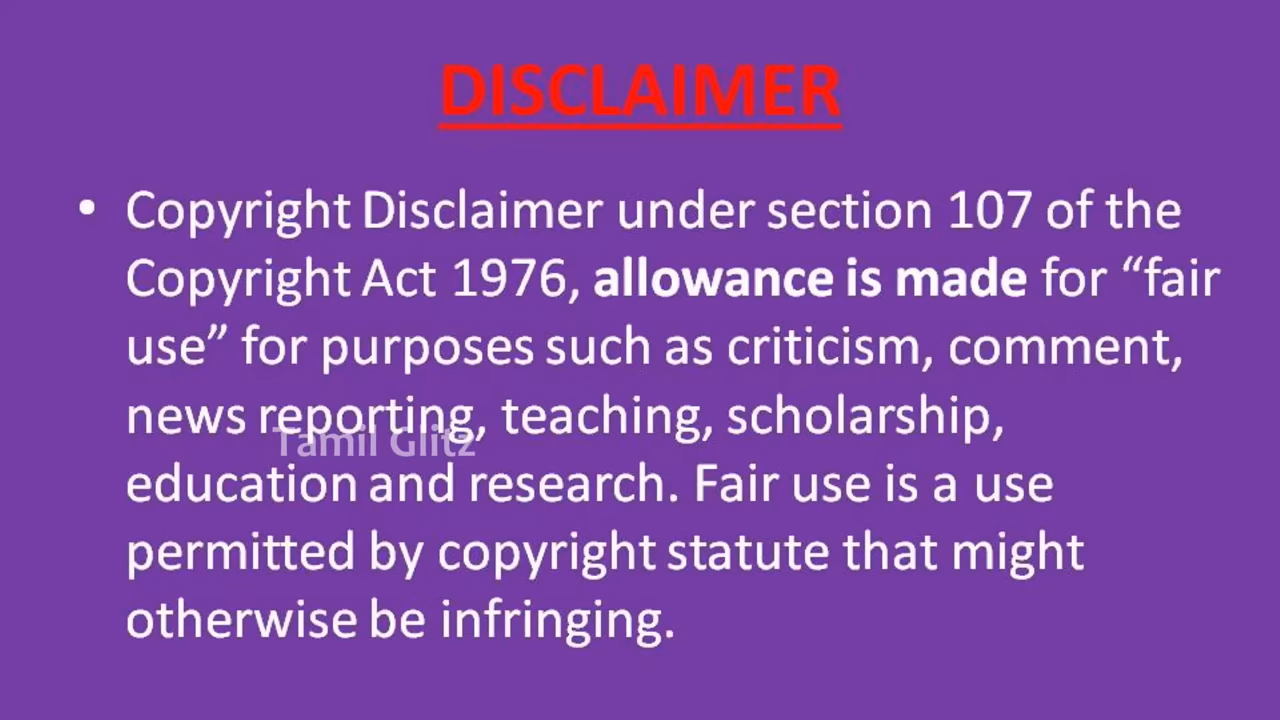 DISCLAIMER
• Copyright Disclaimer under section 107 of the
Copyright Act 1976, allowance is made for “fair
use” for purposes such as criticism, comment,
news reporting, teaching, scholarship,
Tamil Glitz
education and research. Fair use is a use
permitted by copyright statute that might
otherwise be infringing.